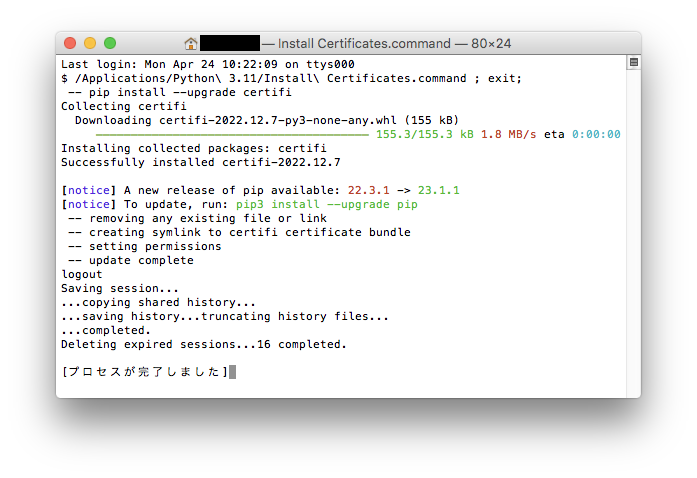 — Install Certificates.command — 80×24
Last login: Mon Apr 24 10:22:09 on ttys000
$ /Applications/Python\ 3.11/Install\ Certificates.command ; exit;
 -- pip install --upgrade certifi
Collecting certifi
  Downloading certifi-2022.12.7-py3-none-any.whl (155 kB)
     ━━━━━━━━━━━━━━━━━━━━━━━━━━━━━━━━━━━━━━━ 155.3/155.3 kB 1.8 MB/s eta 0:00:00
Installing collected packages: certifi
Successfully installed certifi-2022.12.7

[notice] A new release of pip available: 22.3.1 -> 23.1.1
[notice] To update, run: pip3 install --upgrade pip
 -- removing any existing file or link
 -- creating symlink to certifi certificate bundle
 -- setting permissions
 -- update complete
logout
Saving session...
...copying shared history...
...saving history...truncating history files...
...completed.
Deleting expired sessions...16 completed.

[プロセスが完了しました]